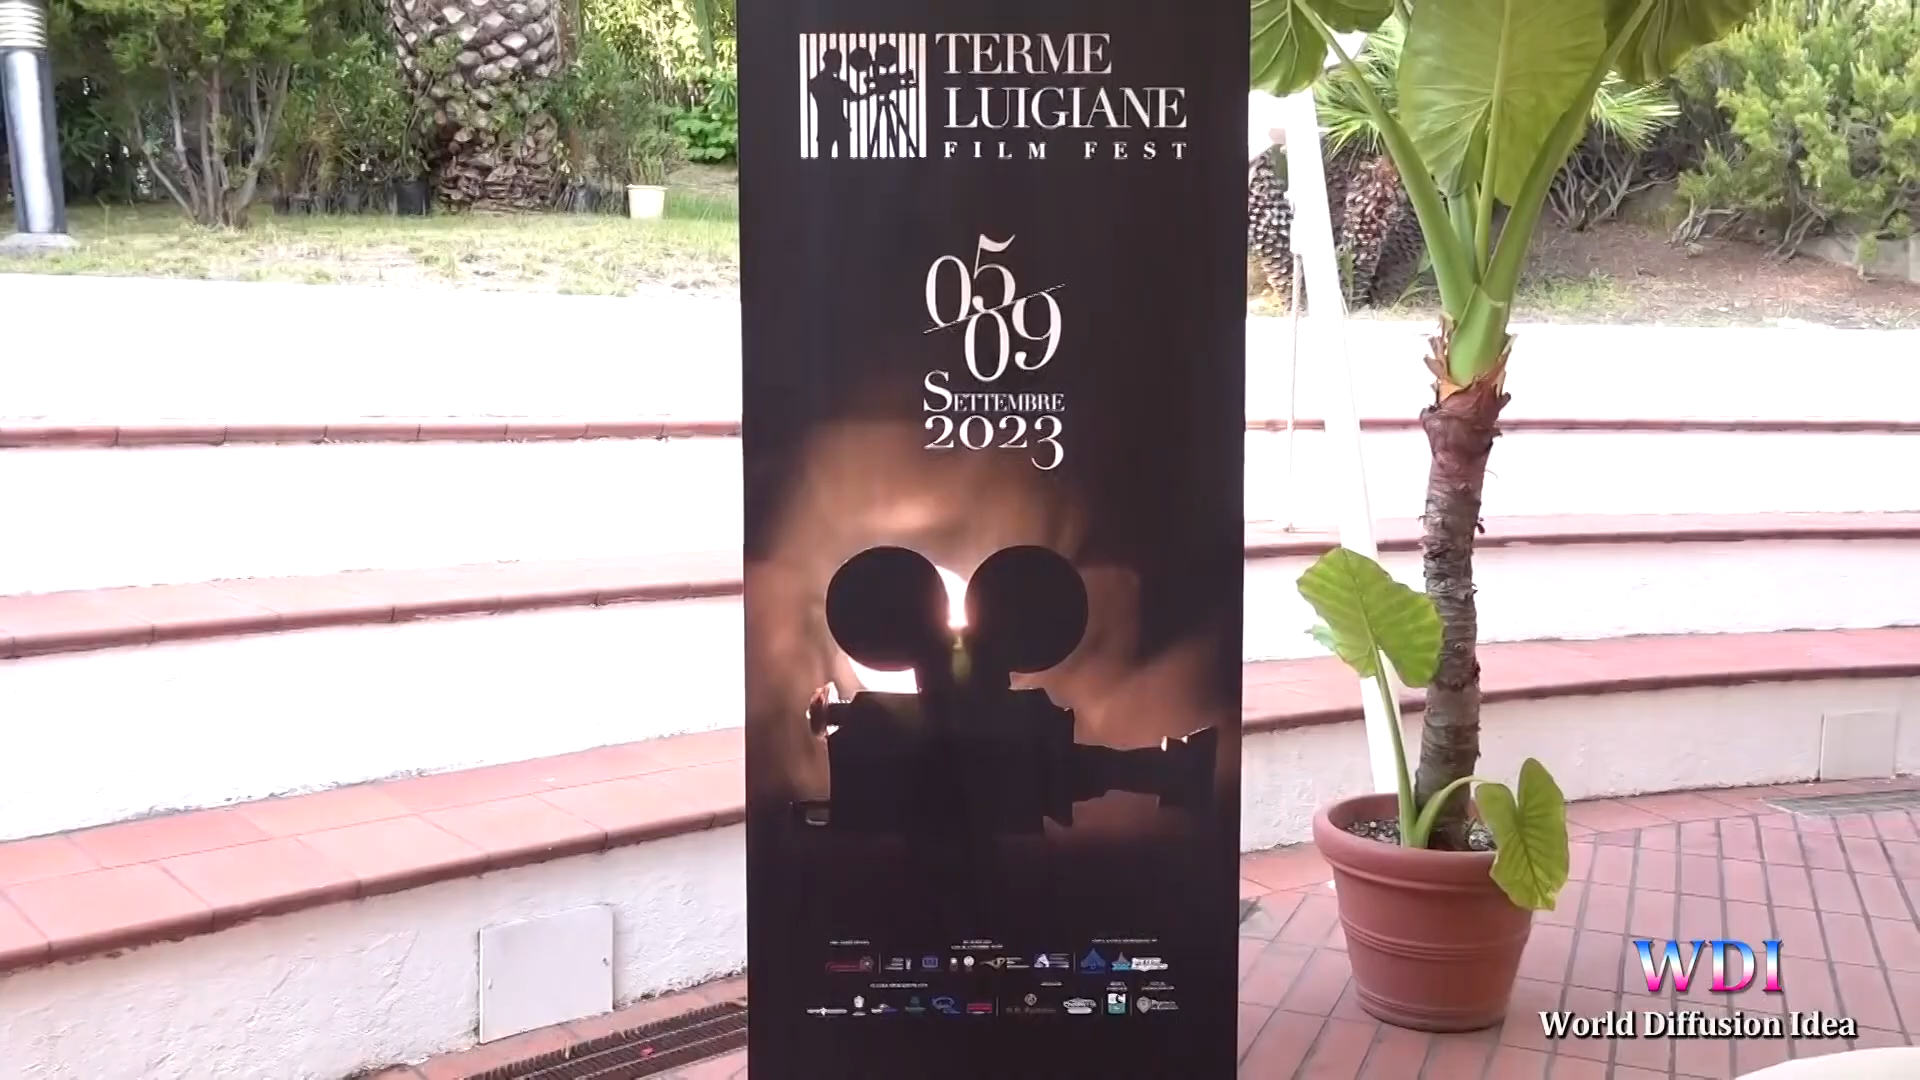 TERME
LUIGIANE
FILM FEST
05
09
SETTEMBRE
2023
WDI
World Diffusion Idea